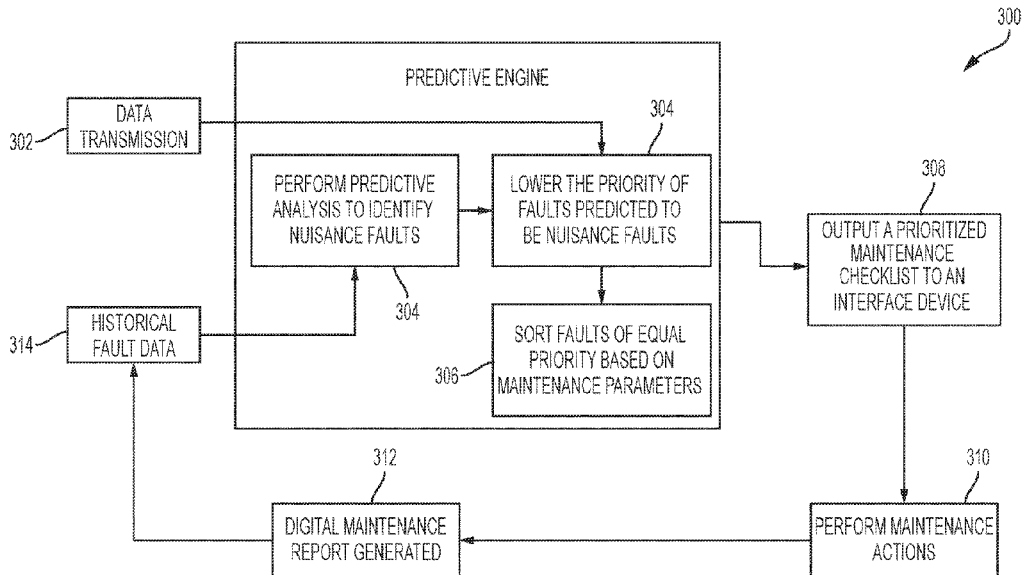 300
PREDICTIVE ENGINE
302
DATA
TRANSMISSION
304
PERFORM PREDICTIVE
ANALYSIS TO IDENTIFY
NUISANCE FAULTS
304
LOWER THE PRIORITY OF
FAULTS PREDICTED TO
BE NUISANCE FAULTS
308
OUTPUT A PRIORITIZED
MAINTENANCE
CHECKLIST TO AN
INTERFACE DEVICE
314
HISTORICAL
FAULT DATA
306
SORT FAULTS OF EQUAL
PRIORITY BASED ON
MAINTENANCE PARAMETERS
312
DIGITAL MAINTENANCE
REPORT GENERATED
310
PERFORM MAINTENANCE
ACTIONS